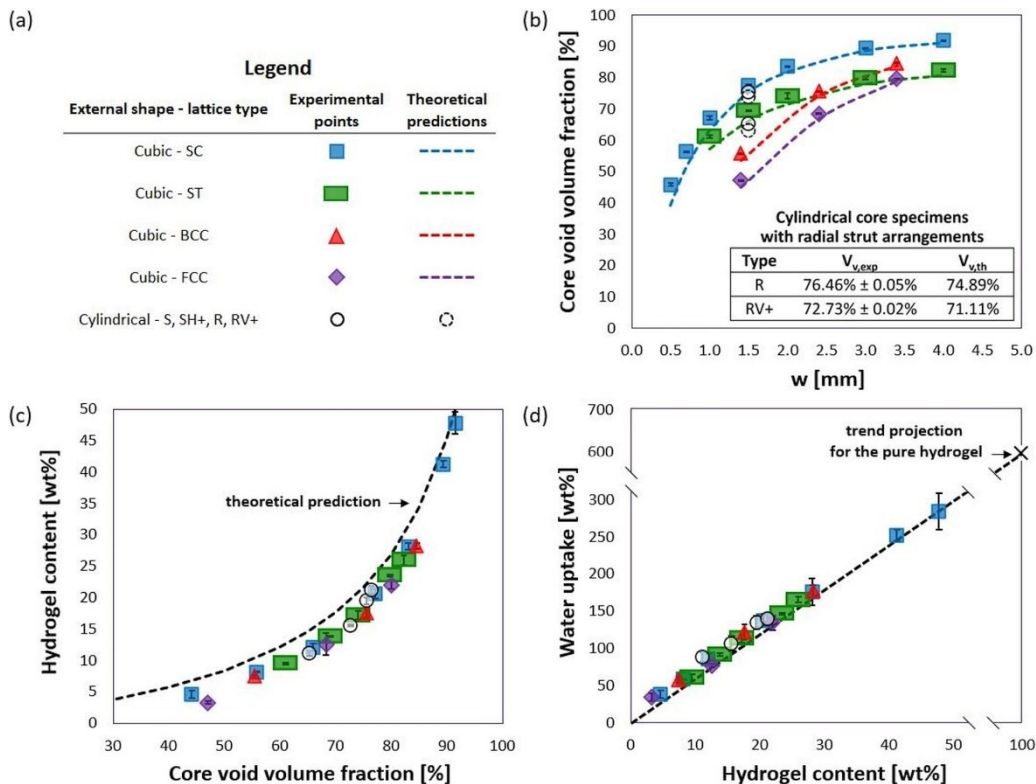 (a)
Legend
External shape - lattice type
Experimental points
Theoretical predictions
Cubic - SC
Cubic - ST
Cubic - BCC
Cubic - FCC
Cylindrical - S, SH+, R, RV+
(b)
Core void volume fraction [%]
100
90
80
70
60
50
40
30
20
10
0
Cylindrical core specimens
with radial strut arrangements
Type V_v,exp V_v,th
R 76.46% ± 0.05% 74.89%
RV+ 72.73% ± 0.02% 71.11%
0.0 0.5 1.0 1.5 2.0 2.5 3.0 3.5 4.0 4.5 5.0
w [mm]
(c)
Hydrogel content [wt%]
50
45
40
35
30
25
20
15
10
5
0
theoretical prediction
30 40 50 60 70 80 90 100
Core void volume fraction [%]
(d)
Water uptake [wt%]
700
600
300
250
200
150
100
50
0
trend projection
for the pure hydrogel
0 10 20 30 40 50 100
Hydrogel content [wt%]